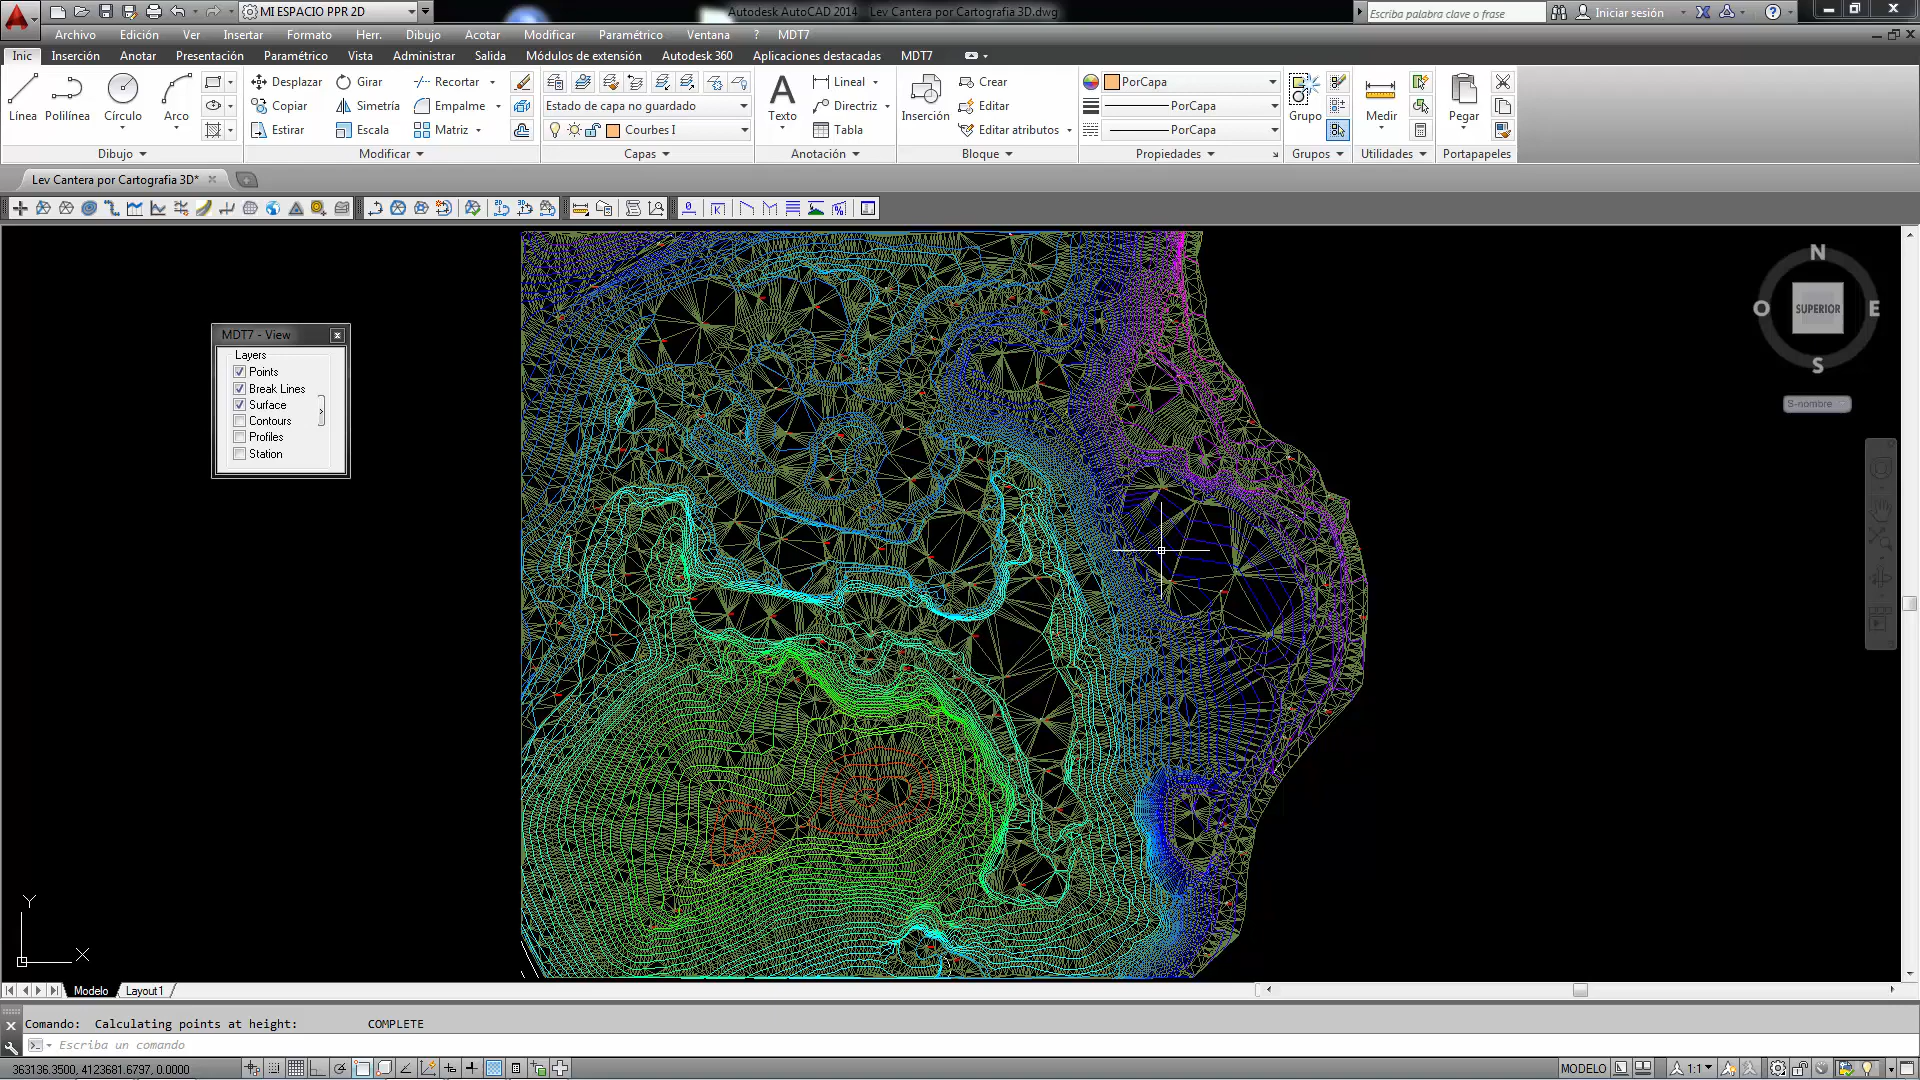 MI ESPACIO PPR 2D
Autodesk AutoCAD 2014 Lev Cantera por Cartografia 3D.dwg
Escriba palabra clave o frase
Iniciar sesión
Archivo Edición Ver Insertar Formato Herr. Dibujo Acotar Modificar Paramétrico Ventana ? MDT7
Inic Inserción Anotar Presentación Paramétrico Vista Administrar Salida Módulos de extensión Autodesk 360 Aplicaciones destacadas MDT7
Desplazar Girar Recortar Lineal Crear PorCapa
Copiar Simetría Empalme Estado de capa no guardado Directriz Editar PorCapa
Línea Polilínea Círculo Arco Texto Inserción Grupo Medir Pegar
Estirar Escala Matriz Courbes I Tabla Editar atributos PorCapa
Dibujo Modificar Capas Anotación Bloque Propiedades Grupos Utilidades Portapapeles
Lev Cantera por Cartografia 3D*
N
O SUPERIOR E
S
S-nombre
MDT7 - View
Layers
Points
Break Lines
Surface
>
Contours
Profiles
Station
Y
X
Modelo Layout1
Comando: Calculating points at height: COMPLETE
Escriba un comando
363136.3500, 4123681.6797, 0.0000
MODELO
1:1